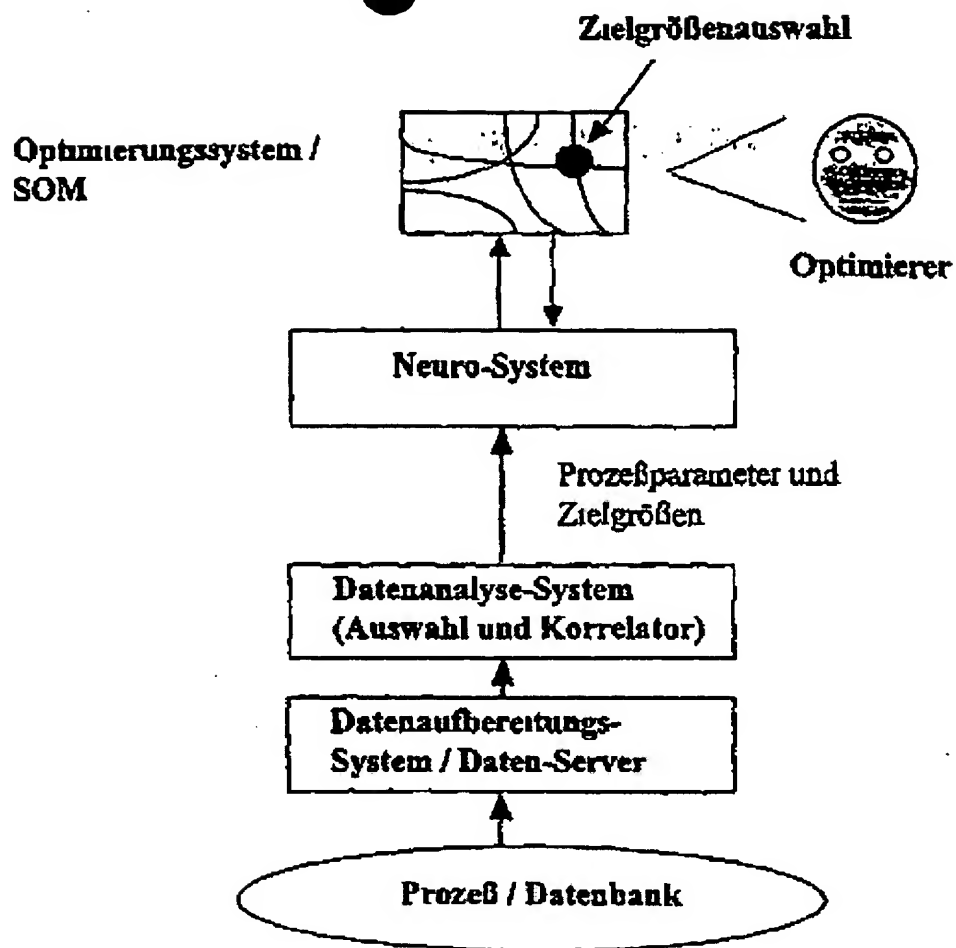 Zielgrößenauswahl
Optimierungssystem /
SOM
Optimierer
Neuro-System
Prozeßparameter und
Zielgrößen
Datenanalyse-System
(Auswahl und Korrelator)
Datenaufbereitungs-
System / Daten-Server
Prozeß / Datenbank